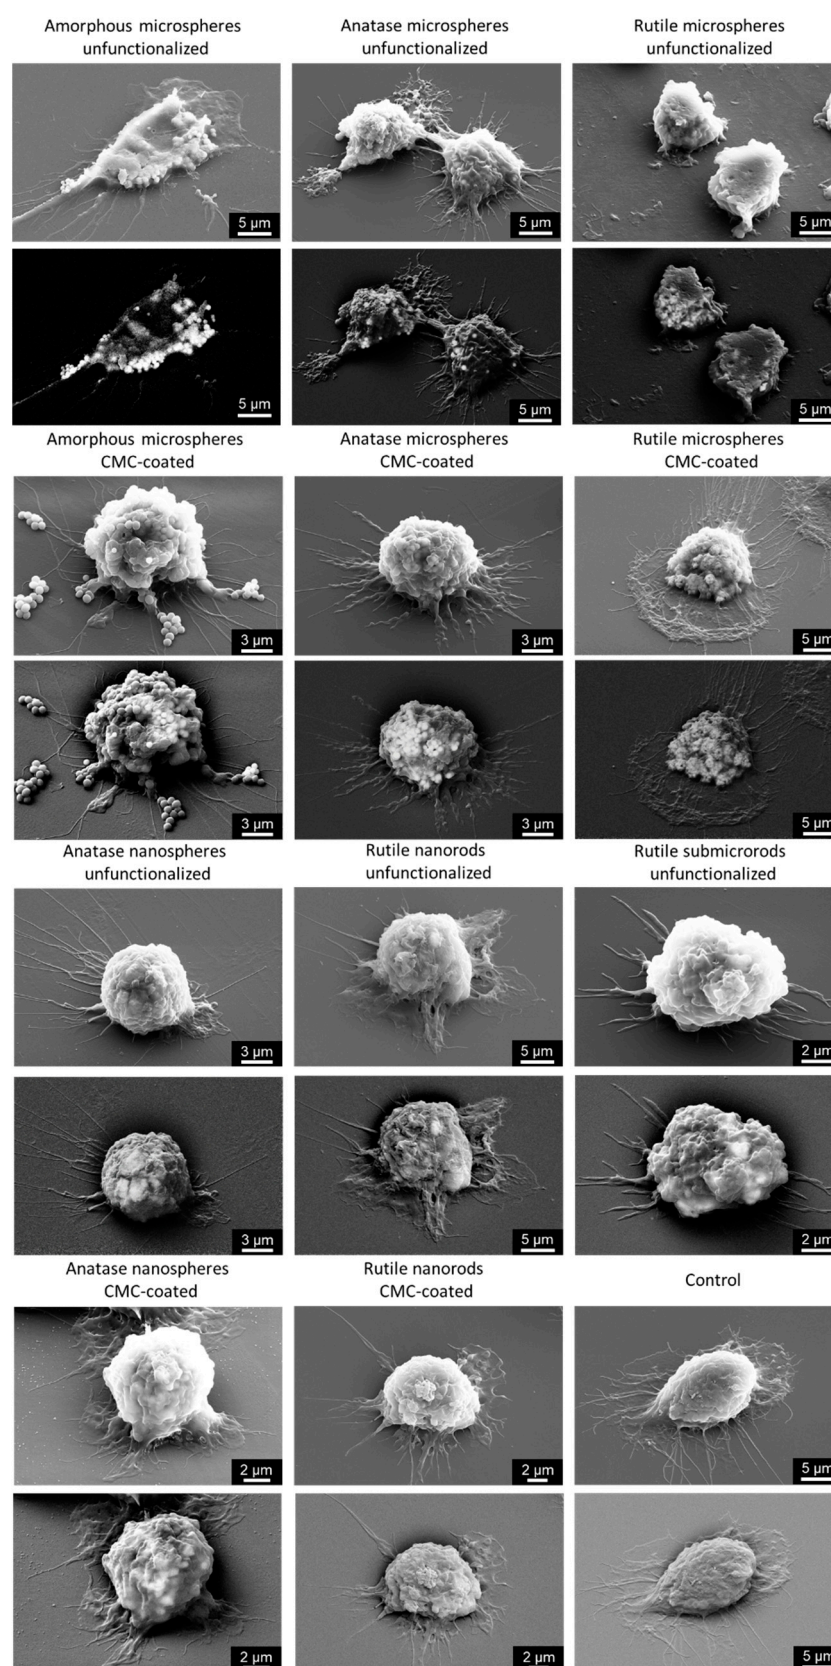 Amorphous microspheres
unfunctionalized
Anatase microspheres
unfunctionalized
Rutile microspheres
unfunctionalized
5 µm
5 µm
5 µm
5 µm
5 µm
5 µm
Amorphous microspheres
CMC-coated
Anatase microspheres
CMC-coated
Rutile microspheres
CMC-coated
3 µm
3 µm
5 µm
3 µm
3 µm
5 µm
Anatase nanospheres
unfunctionalized
Rutile nanorods
unfunctionalized
Rutile submicrorods
unfunctionalized
3 µm
5 µm
2 µm
3 µm
5 µm
2 µm
Anatase nanospheres
CMC-coated
Rutile nanorods
CMC-coated
Control
2 µm
2 µm
5 µm
2 µm
2 µm
5 µm